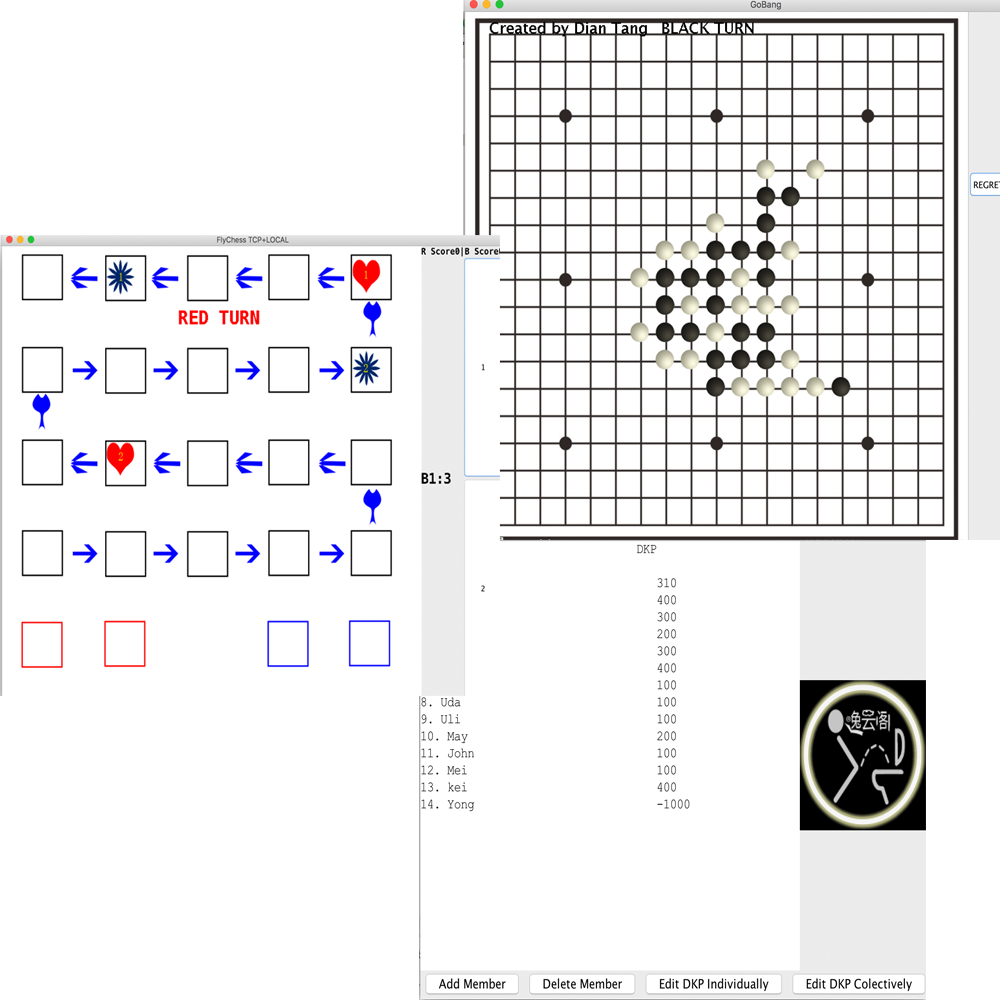 GoBang
Created by Dian Tang BLACK TURN
REGRET
FlyChess TCP+LOCAL
R Score0|B Score
1
RED TURN
2
1
2
B1:3
2
DKP
310
400
300
200
300
400
100
8. Uda 100
9. Uli 100
10. May 200
11. John 100
12. Mei 100
13. kei 400
14. Yong -1000
逸云阁
Add Member Delete Member Edit DKP Individually Edit DKP Colectively